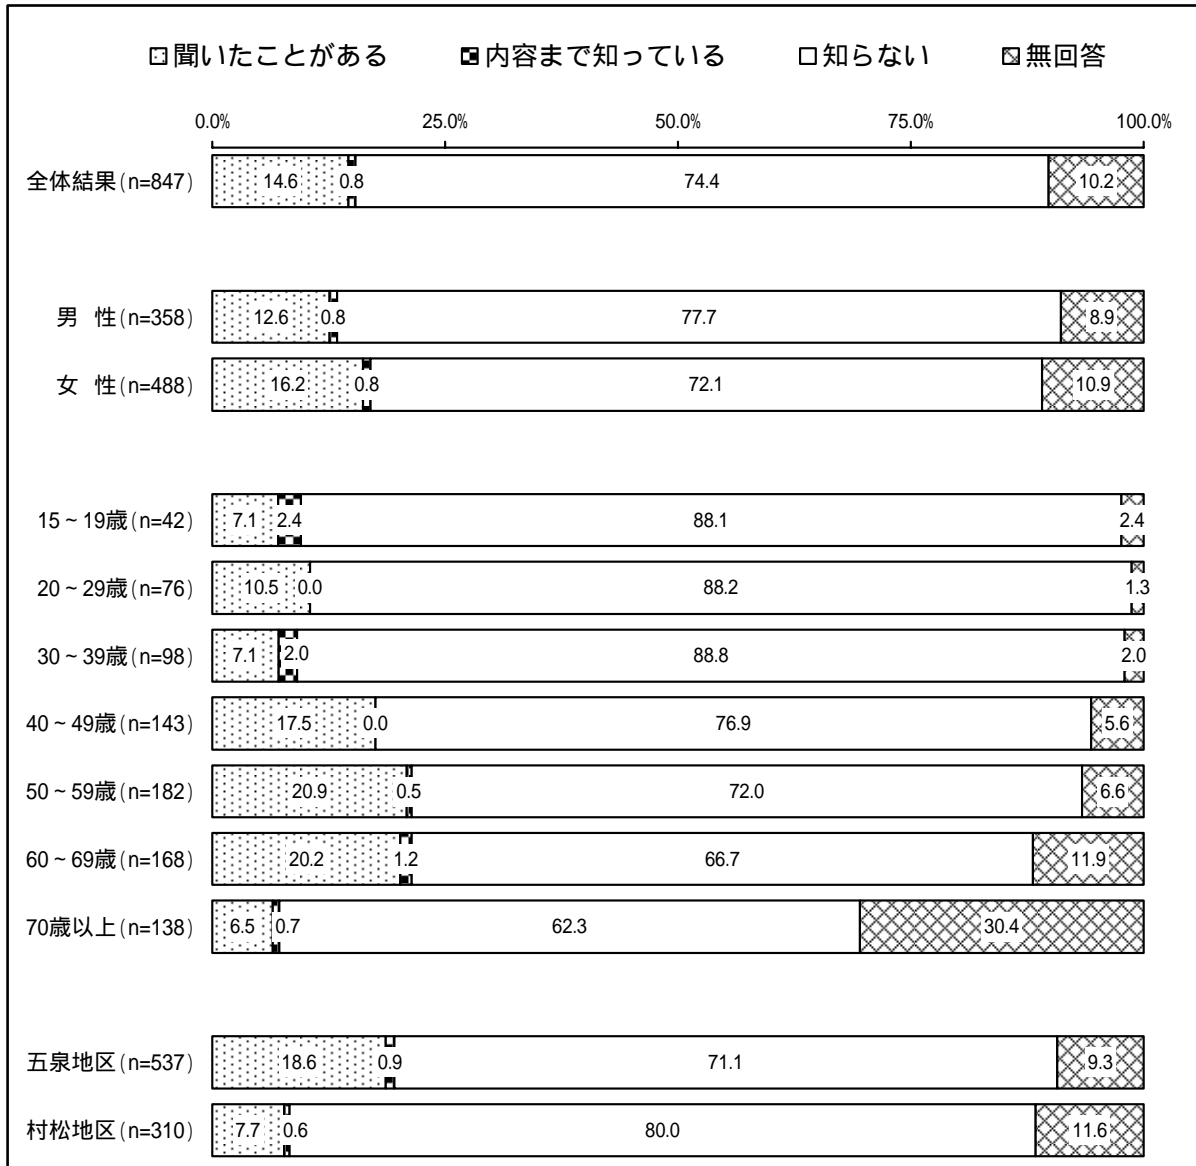 聞いたことがある 内容まで知っている 知らない 無回答
0.0% 25.0% 50.0% 75.0% 100.0%
全体結果(n=847) 14.6 0.8 74.4 10.2
男 性(n=358) 12.6 0.8 77.7 8.9
女 性(n=488) 16.2 0.8 72.1 10.9
15~19歳(n=42) 7.1 2.4 88.1 2.4
20~29歳(n=76) 10.5 0.0 88.2 1.3
30~39歳(n=98) 7.1 2.0 88.8 2.0
40~49歳(n=143) 17.5 0.0 76.9 5.6
50~59歳(n=182) 20.9 0.5 72.0 6.6
60~69歳(n=168) 20.2 1.2 66.7 11.9
70歳以上(n=138) 6.5 0.7 62.3 30.4
五泉地区(n=537) 18.6 0.9 71.1 9.3
村松地区(n=310) 7.7 0.6 80.0 11.6